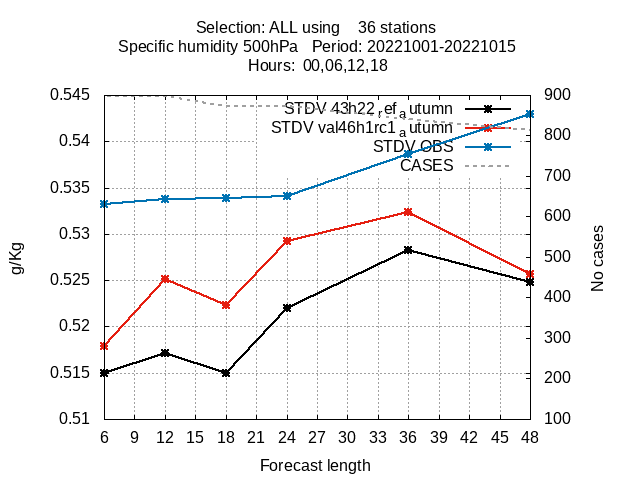 Selection: ALL using 36 stations
Specific humidity 500hPa Period: 20221001-20221015
Hours: 00,06,12,18
0.545
0.54
0.535
0.53
0.525
0.52
0.515
0.51
g/Kg
STDV 43h22_ref_autumn
STDV val46h1rc1_autumn
STDV OBS
CASES
900
800
700
600
500
400
300
200
100
No cases
6 9 12 15 18 21 24 27 30 33 36 39 42 45 48
Forecast length